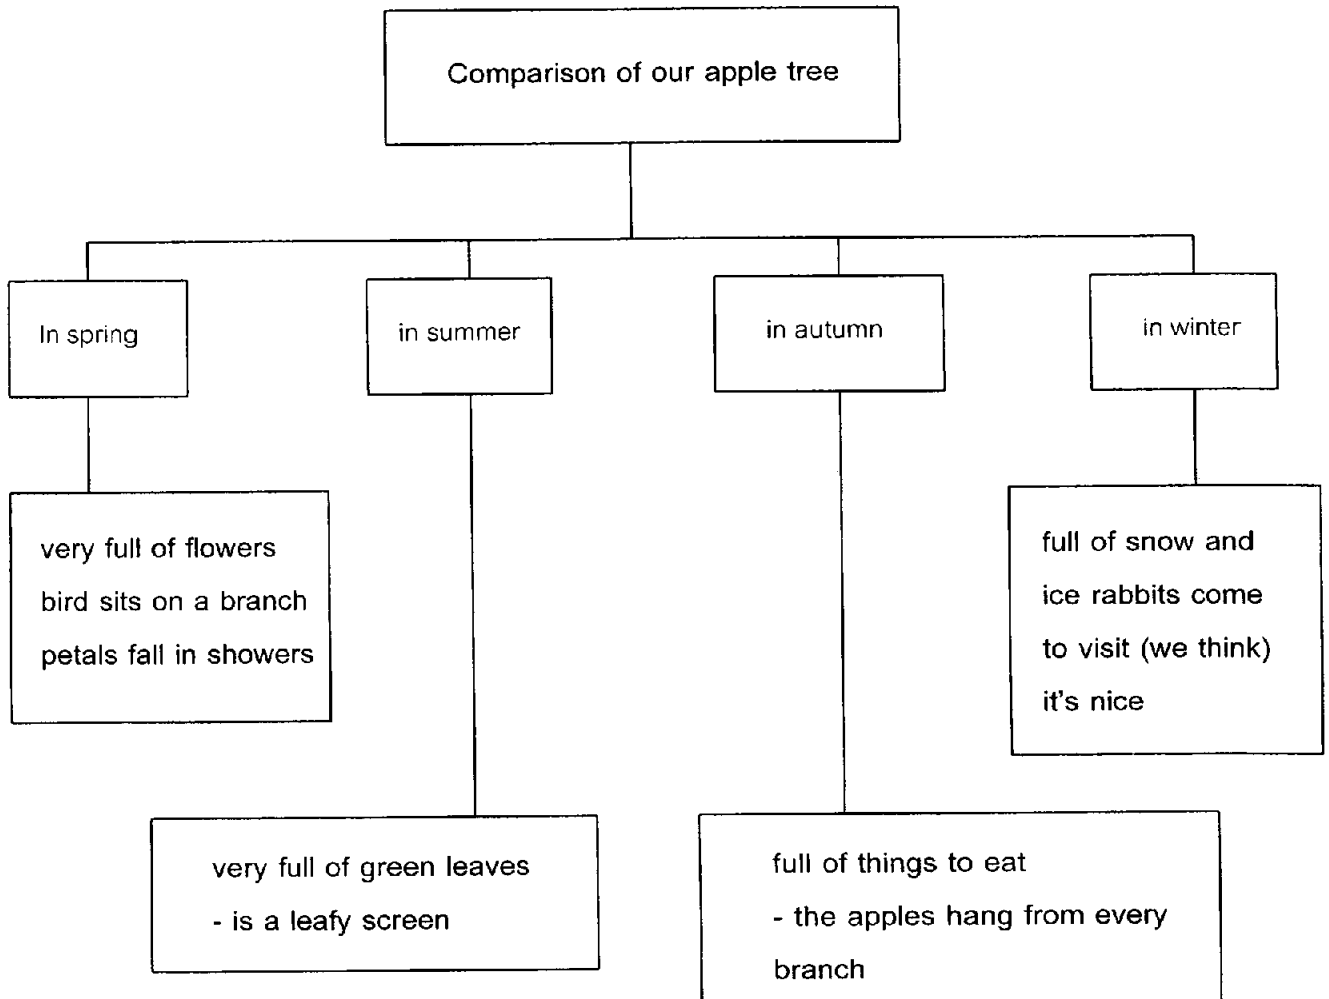 Comparison of our apple tree
In spring
in summer
in autumn
in winter
very full of flowers
bird sits on a branch
petals fall in showers
full of snow and
ice rabbits come
to visit (we think)
it's nice
very full of green leaves
- is a leafy screen
full of things to eat
- the apples hang from every
branch